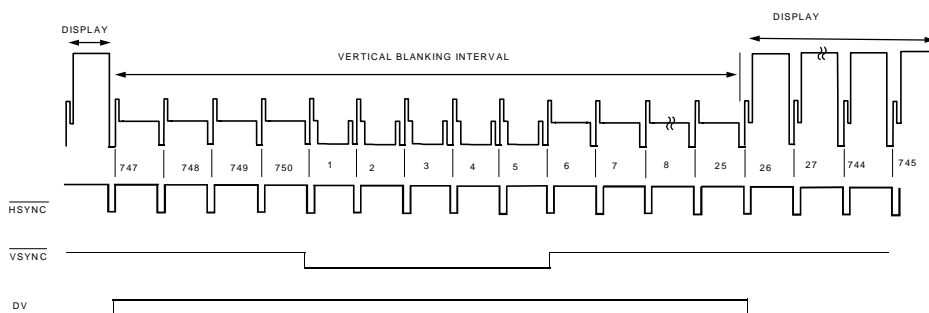 DISPLAY
DISPLAY
VERTICAL BLANKING INTERVAL
747 748 749 750 1 2 3 4 5 6 7 8 25 26 27 744 745
HSYNC
VSYNC
DV